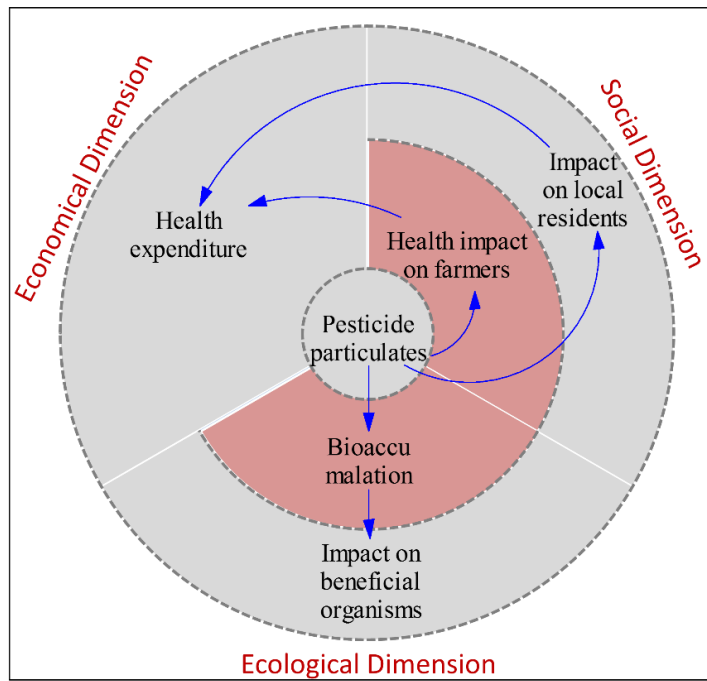 Economical Dimension
Social Dimension
Impact
on local
residents
Health
expenditure
Health impact
on farmers
Pesticide
particulates
Bioaccu
malation
Impact on
beneficial
organisms
Ecological Dimension